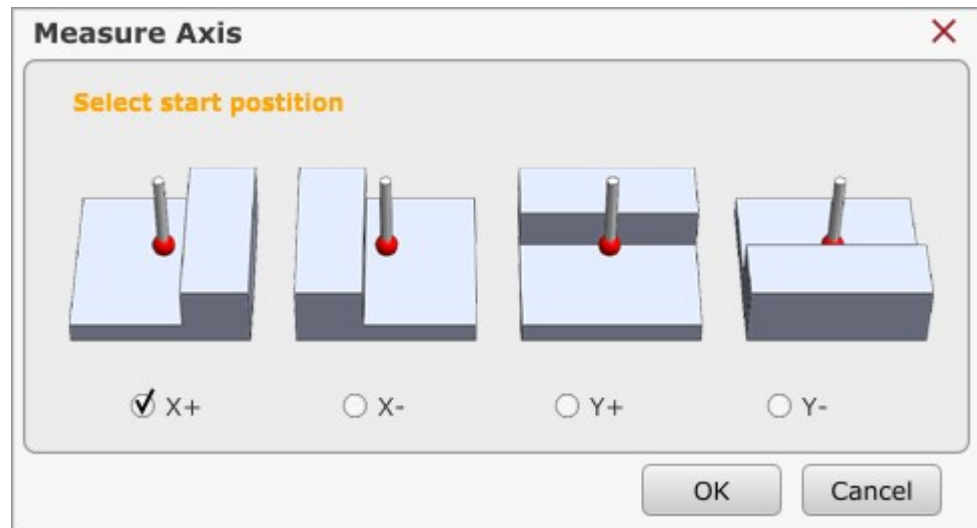 Measure Axis
Select start postition
X+ X- Y+ Y-
OK Cancel